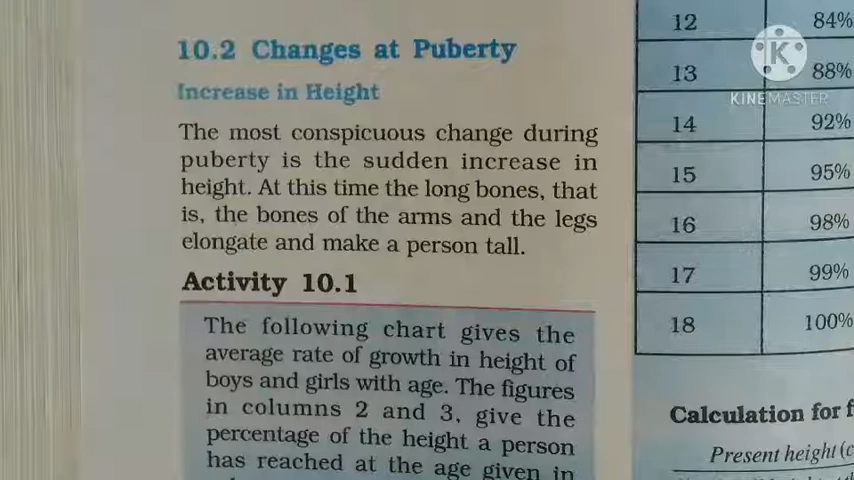 10.2 Changes at Puberty
Increase in Height
The most conspicuous change during
puberty is the sudden increase in
height. At this time the long bones, that
is, the bones of the arms and the legs
elongate and make a person tall.
Activity 10.1
The following chart gives the
average rate of growth in height of
boys and girls with age. The figures
in columns 2 and 3, give the
percentage of the height a person
has reached at the age given in
12 84%
13 88%
14 92%
15 95%
16 98%
17 99%
18 100%
Calculation for f
Present height (c
K
KINEMASTER